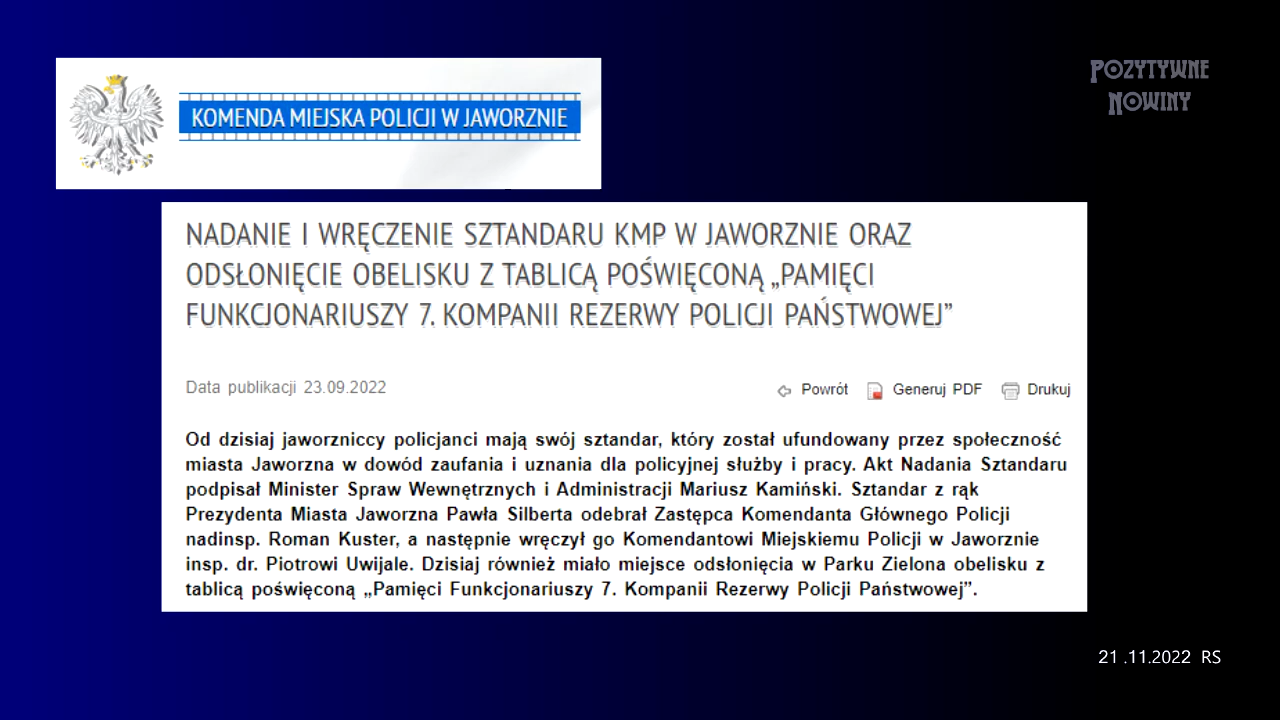 POZYTYWNE
NOWINY
KOMENDA MIEJSKA POLICJI W JAWORZNIE
NADANIE I WRĘCZENIE SZTANDARU KMP W JAWORZNIE ORAZ
ODSŁONIĘCIE OBELISKU Z TABLICĄ POŚWIĘCONĄ „PAMIĘCI
FUNKCJONARIUSZY 7. KOMPANII REZERWY POLICJI PAŃSTWOWEJ”
Data publikacji 23.09.2022
Powrót Generuj PDF Drukuj
Od dzisiaj jaworzniccy policjanci mają swój sztandar, który został ufundowany przez społeczność
miasta Jaworzna w dowód zaufania i uznania dla policyjnej służby i pracy. Akt Nadania Sztandaru
podpisał Minister Spraw Wewnętrznych i Administracji Mariusz Kamiński. Sztandar z rąk
Prezydenta Miasta Jaworzna Pawła Silberta odebrał Zastępca Komendanta Głównego Policji
nadinsp. Roman Kuster, a następnie wręczył go Komendantowi Miejskiemu Policji w Jaworznie
insp. dr. Piotrowi Uwijale. Dzisiaj również miało miejsce odsłonięcia w Parku Zielona obelisku z
tablicą poświęconą „Pamięci Funkcjonariuszy 7. Kompanii Rezerwy Policji Państwowej”.
21 .11.2022 RS